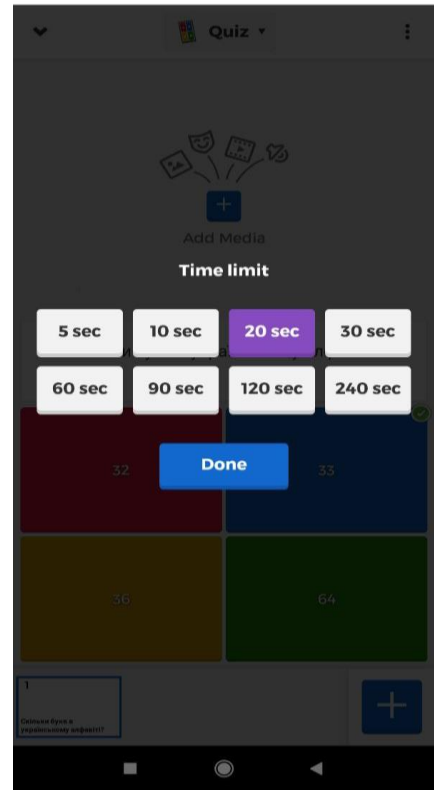 Quiz
Add Media
Time limit
5 sec 10 sec 20 sec 30 sec
60 sec 90 sec 120 sec 240 sec
Done
32 33
36 64
1
Скільки букв в
українському алфавіті?